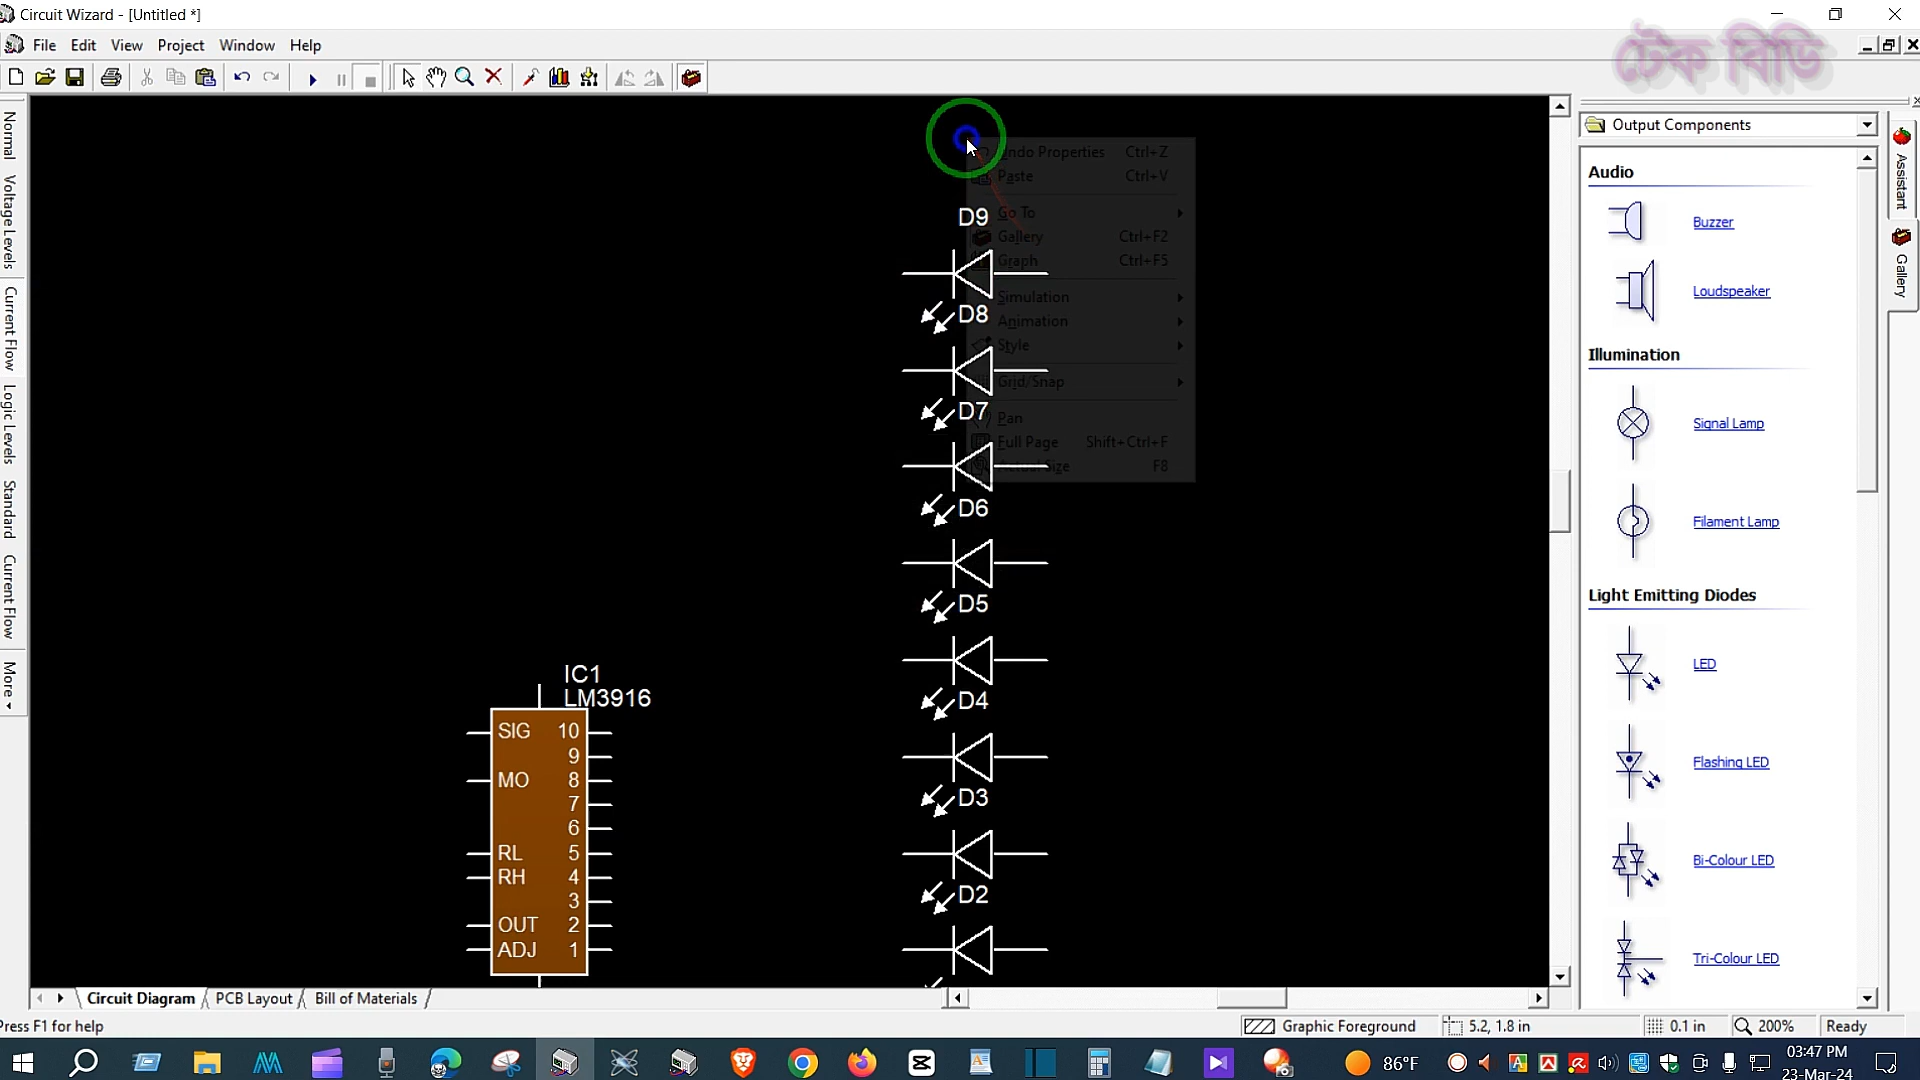 Circuit Wizard - [Untitled *]
টেক বিডি
File Edit View Project Window Help
Normal
Voltage Levels
Current Flow
Logic Levels
Standard
Current Flow
More
Undo Properties Ctrl+Z
Paste Ctrl+V
Go To
Gallery Ctrl+F2
Graph Ctrl+F5
Simulation
Animation
Style
Grid/Snap
Pan
Full Page Shift+Ctrl+F
Actual Size F8
D9
D8
D7
D6
D5
D4
D3
D2
IC1
LM3916
SIG 10
9
MO 8
7
6
RL 5
RH 4
3
OUT 2
ADJ 1
Output Components
Audio
Buzzer
Loudspeaker
Illumination
Signal Lamp
Filament Lamp
Light Emitting Diodes
LED
Flashing LED
Bi-Colour LED
Tri-Colour LED
Assistant
Gallery
Circuit Diagram PCB Layout Bill of Materials
Press F1 for help
Graphic Foreground 5.2, 1.8 in 0.1 in 200% Ready
86°F
03:47 PM
23-Mar-24